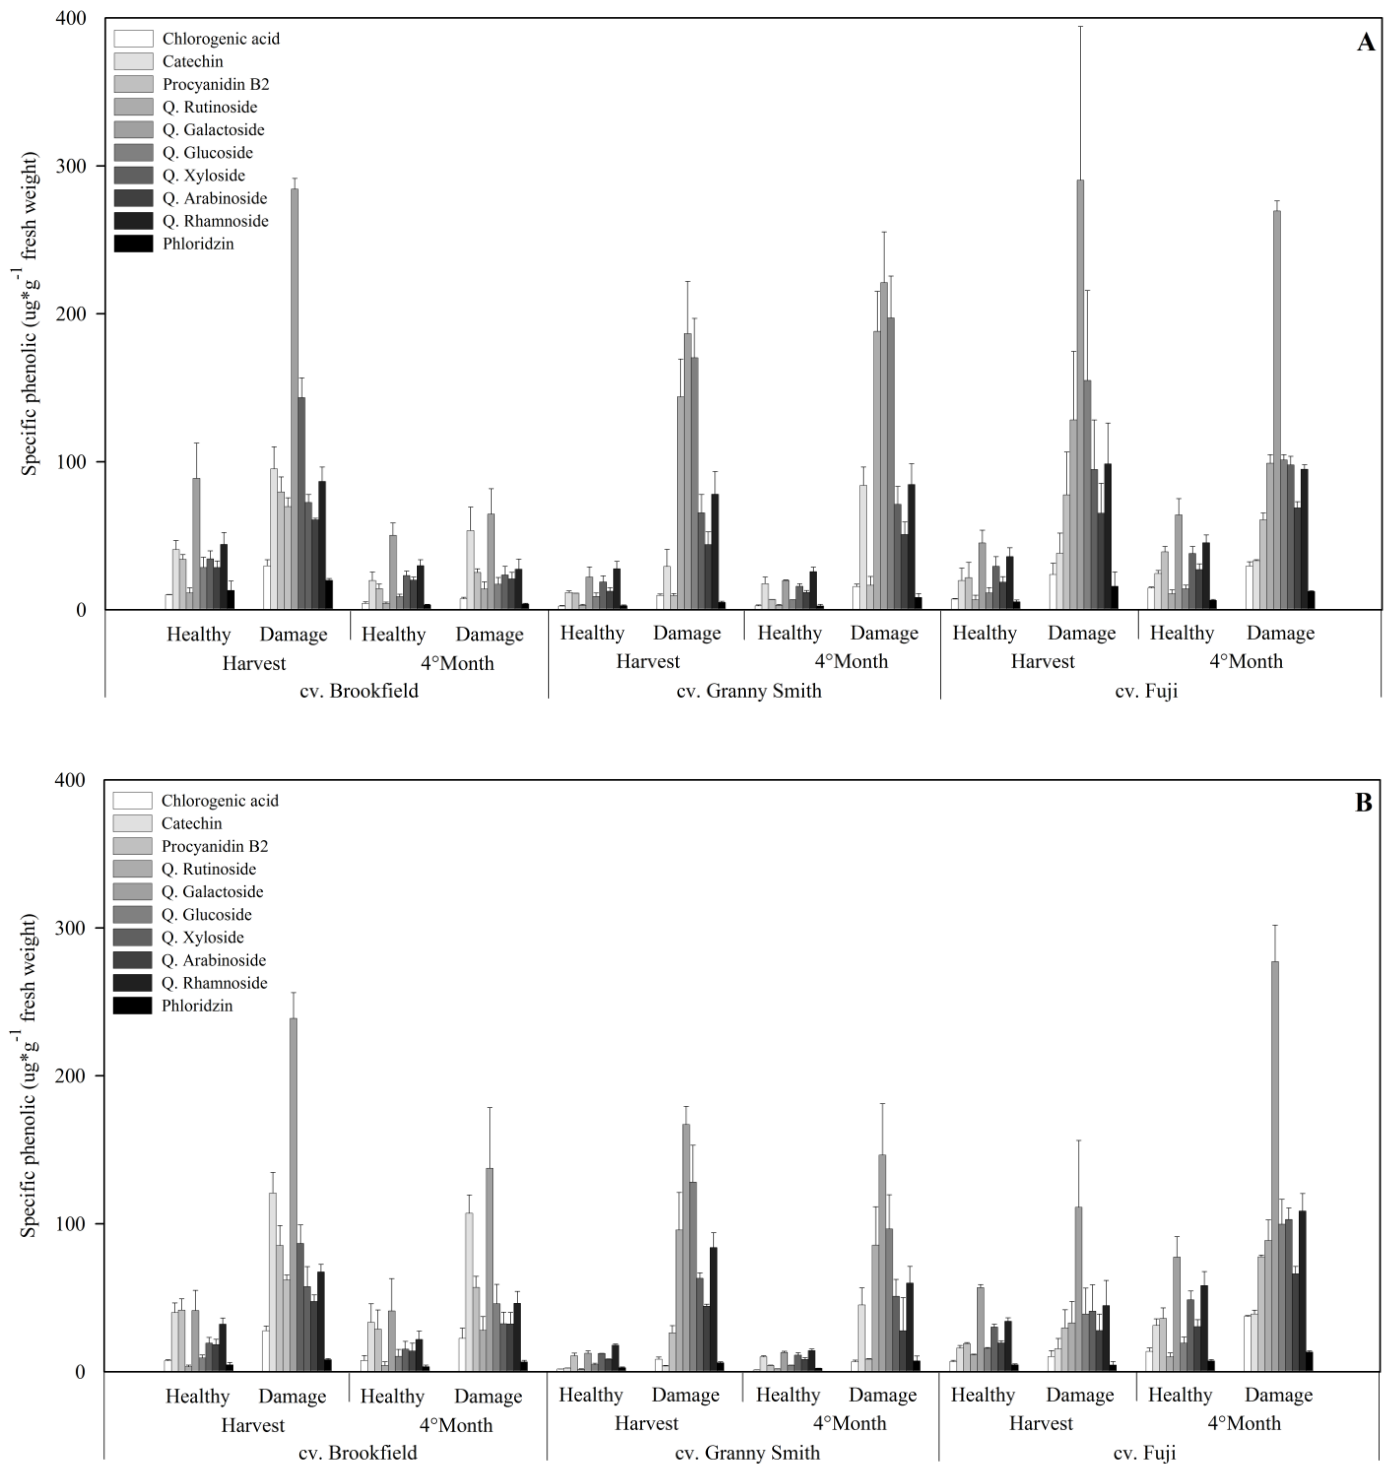 A
400
300
200
100
0
Specific phenolic (ug*g⁻¹ fresh weight)
Chlorogenic acid
Catechin
Procyanidin B2
Q. Rutinoside
Q. Galactoside
Q. Glucoside
Q. Xyloside
Q. Arabinoside
Q. Rhamnoside
Phloridzin
Healthy Damage Healthy Damage Healthy Damage Healthy Damage Healthy Damage Healthy Damage
Harvest 4°Month Harvest 4°Month Harvest 4°Month
cv. Brookfield cv. Granny Smith cv. Fuji
B
400
300
200
100
0
Specific phenolic (ug*g⁻¹ fresh weight)
Chlorogenic acid
Catechin
Procyanidin B2
Q. Rutinoside
Q. Galactoside
Q. Glucoside
Q. Xyloside
Q. Arabinoside
Q. Rhamnoside
Phloridzin
Healthy Damage Healthy Damage Healthy Damage Healthy Damage Healthy Damage Healthy Damage
Harvest 4°Month Harvest 4°Month Harvest 4°Month
cv. Brookfield cv. Granny Smith cv. Fuji